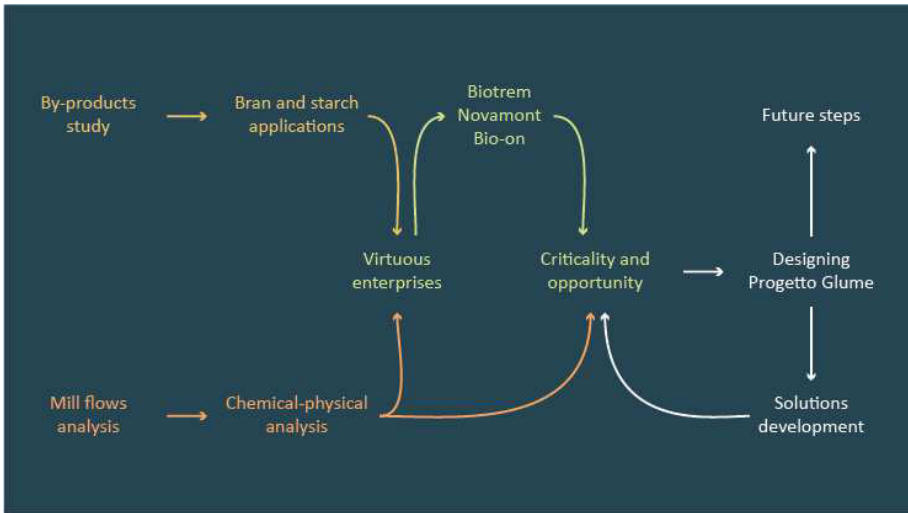 By-products
study
Bran and starch
applications
Biotrem
Novamont
Bio-on
Future steps
Virtuous
enterprises
Criticality and
opportunity
Designing
Progetto Glume
Mill flows
analysis
Chemical-physical
analysis
Solutions
development